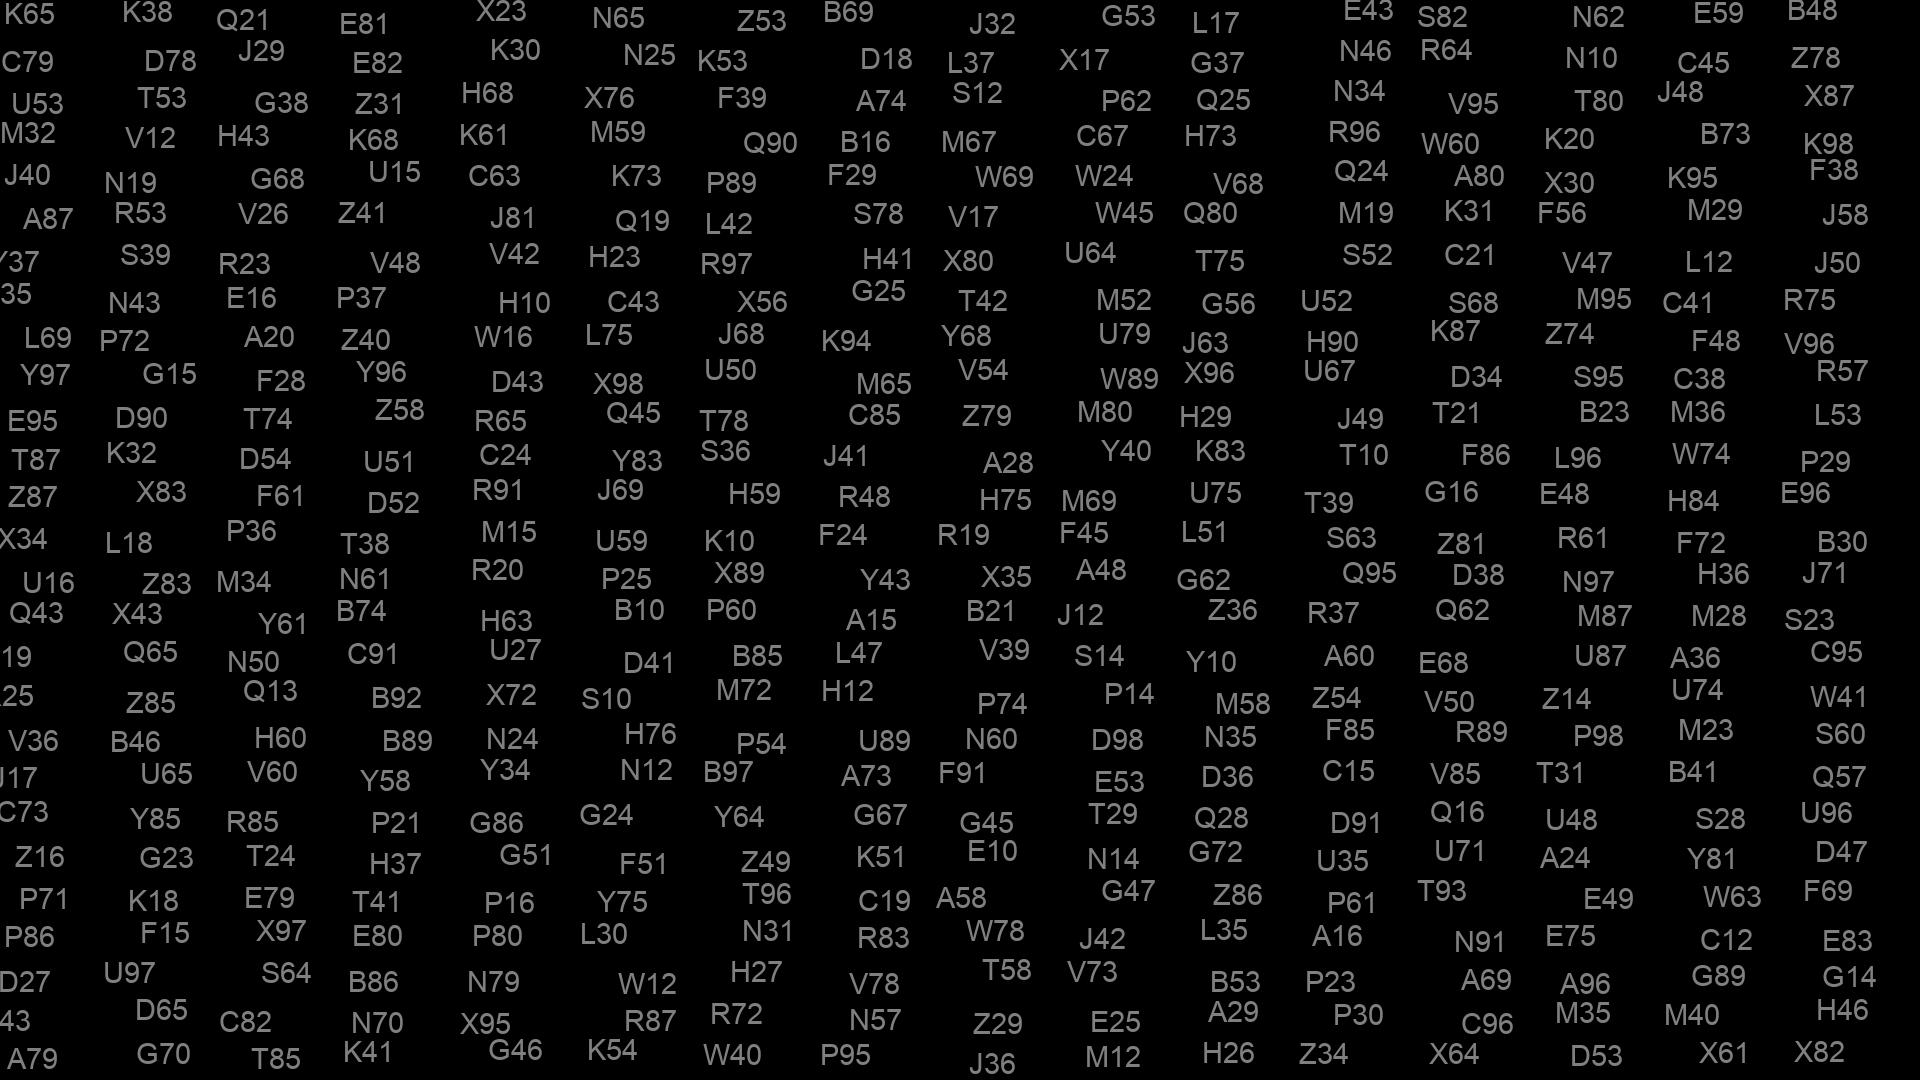 K65 K38 Q21 E81 X23 N65 Z53 B69 J32 G53 L17 E43 S82 N62 E59 B48
C79 D78 J29 E82 K30 N25 K53 D18 L37 X17 G37 N46 R64 N10 C45 Z78
U53 T53 G38 Z31 H68 X76 F39 A74 S12 P62 Q25 N34 V95 T80 J48 X87
M32 V12 H43 K68 K61 M59 Q90 B16 M67 C67 H73 R96 W60 K20 B73 K98
J40 N19 G68 U15 C63 K73 P89 F29 W69 W24 V68 Q24 A80 X30 K95 F38
A87 R53 V26 Z41 J81 Q19 L42 S78 V17 W45 Q80 M19 K31 F56 M29 J58
Y37 S39 R23 V48 V42 H23 R97 H41 X80 U64 T75 S52 C21 V47 L12 J50
35 N43 E16 P37 H10 C43 X56 G25 T42 M52 G56 U52 S68 M95 C41 R75
L69 P72 A20 Z40 W16 L75 J68 K94 Y68 U79 J63 H90 K87 Z74 F48 V96
Y97 G15 F28 Y96 D43 X98 U50 M65 V54 W89 X96 U67 D34 S95 C38 R57
E95 D90 T74 Z58 R65 Q45 T78 C85 Z79 M80 H29 J49 T21 B23 M36 L53
T87 K32 D54 U51 C24 Y83 S36 J41 A28 Y40 K83 T10 F86 L96 W74 P29
Z87 X83 F61 D52 R91 J69 H59 R48 H75 M69 U75 T39 G16 E48 H84 E96
X34 L18 P36 T38 M15 U59 K10 F24 R19 F45 L51 S63 Z81 R61 F72 B30
U16 Z83 M34 N61 R20 P25 X89 Y43 X35 A48 G62 Q95 D38 N97 H36 J71
Q43 X43 Y61 B74 H63 B10 P60 A15 B21 J12 Z36 R37 Q62 M87 M28 S23
19 Q65 N50 C91 U27 D41 B85 L47 V39 S14 Y10 A60 E68 U87 A36 C95
25 Z85 Q13 B92 X72 S10 M72 H12 P74 P14 M58 Z54 V50 Z14 U74 W41
V36 B46 H60 B89 N24 H76 P54 U89 N60 D98 N35 F85 R89 P98 M23 S60
17 U65 V60 Y58 Y34 N12 B97 A73 F91 E53 D36 C15 V85 T31 B41 Q57
C73 Y85 R85 P21 G86 G24 Y64 G67 G45 T29 Q28 D91 Q16 U48 S28 U96
Z16 G23 T24 H37 G51 F51 Z49 K51 E10 N14 G72 U35 U71 A24 Y81 D47
P71 K18 E79 T41 P16 Y75 T96 C19 A58 G47 Z86 P61 T93 E49 W63 F69
P86 F15 X97 E80 P80 L30 N31 R83 W78 J42 L35 A16 N91 E75 C12 E83
D27 U97 S64 B86 N79 W12 H27 V78 T58 V73 B53 P23 A69 A96 G89 G14
43 D65 C82 N70 X95 R87 R72 N57 Z29 E25 A29 P30 C96 M35 M40 H46
A79 G70 T85 K41 G46 K54 W40 P95 J36 M12 H26 Z34 X64 D53 X61 X82